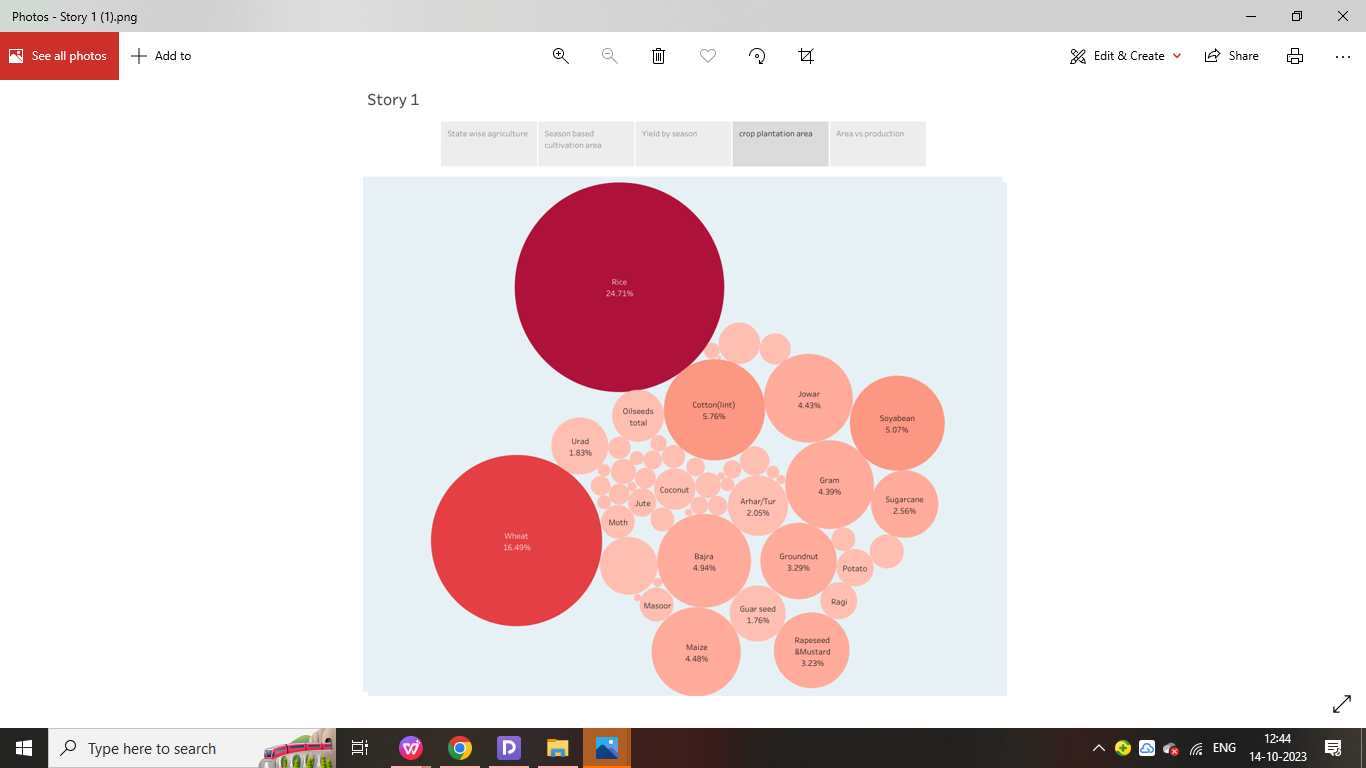 Photos - Story 1 (1).png
See all photos
Add to
Edit & Create
Share
Story 1
State wise agriculture
Season based
cultivation area
Yield by season
crop plantation area
Area vs production
Rice
24.71%
Jowar
4.43%
Cotton(lint)
5.76%
Oilseeds
total
Soyabean
5.07%
Urad
1.83%
Gram
4.39%
Coconut
Arhar/Tur
2.05%
Sugarcane
2.56%
Jute
Moth
Wheat
16.49%
Bajra
4.94%
Groundnut
3.29%
Potato
Masoor
Guar seed
1.76%
Ragi
Maize
4.48%
Rapeseed
&Mustard
3.23%
Type here to search
ENG
12:44
14-10-2023